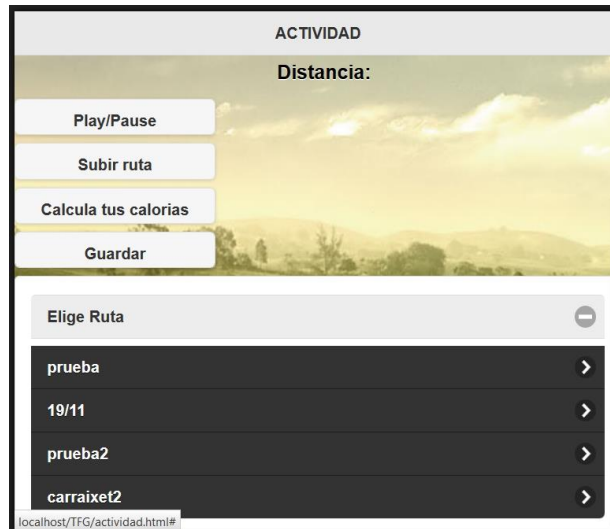 ACTIVIDAD
Distancia:
Play/Pause
Subir ruta
Calcula tus calorias
Guardar
Elige Ruta
prueba
19/11
prueba2
carraixet2
localhost/TFG/actividad.html#